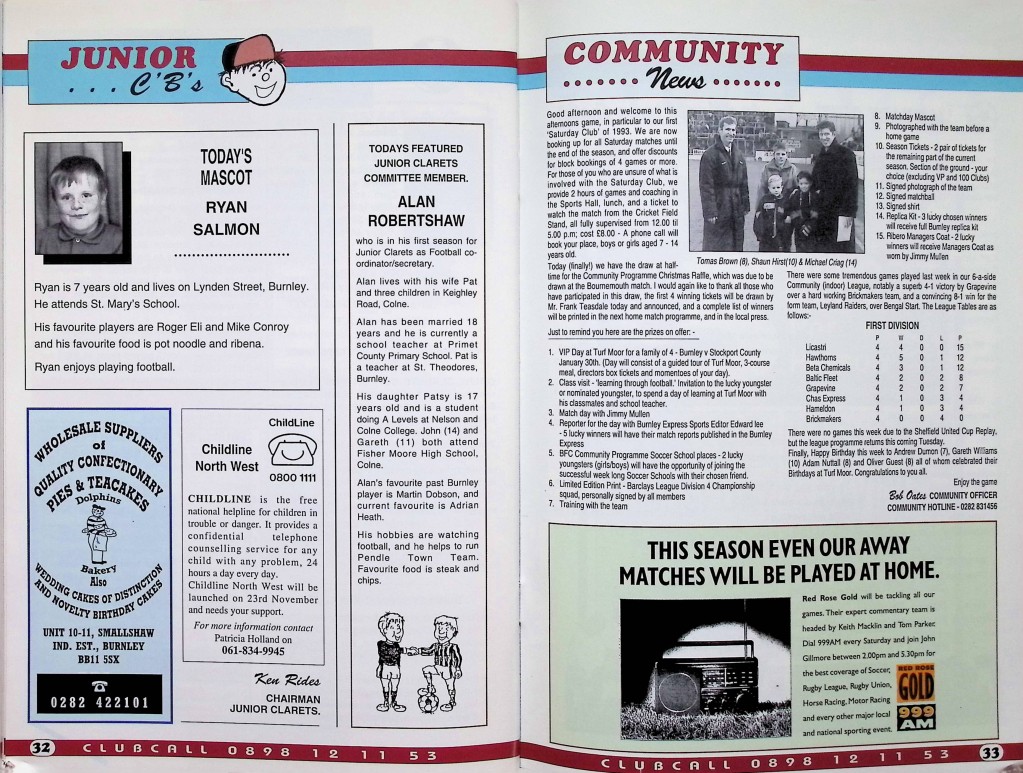 JUNIOR
. . . C'B's
TODAY'S
MASCOT
RYAN
SALMON
Ryan is 7 years old and lives on Lynden Street, Burnley.
He attends St. Mary's School.
His favourite players are Roger Eli and Mike Conroy
and his favourite food is pot noodle and ribena.
Ryan enjoys playing football.
WHOLESALE SUPPLIERS
of
QUALITY CONFECTIONARY
PIES & TEACAKES
Dolphins
Bakery
Also
WEDDING CAKES OF DISTINCTION
AND NOVELTY BIRTHDAY CAKES
UNIT 10-11, SMALLSHAW
IND. EST., BURNLEY
BB11 5SX
0282 422101
ChildLine
Childline
North West
0800 1111
CHILDLINE is the free
national helpline for children in
trouble or danger. It provides a
confidential telephone
counselling service for any
child with any problem, 24
hours a day every day.
Childline North West will be
launched on 23rd November
and needs your support.
For more information contact
Patricia Holland on
061-834-9945
Ken Rides
CHAIRMAN
JUNIOR CLARETS.
TODAYS FEATURED
JUNIOR CLARETS
COMMITTEE MEMBER.
ALAN
ROBERTSHAW
who is in his first season for
Junior Clarets as Football co-
ordinator/secretary.
Alan lives with his wife Pat
and three children in Keighley
Road, Colne.
Alan has been married 18
years and he is currently a
school teacher at Primet
County Primary School. Pat is
a teacher at St. Theodores,
Burnley.
His daughter Patsy is 17
years old and is a student
doing A Levels at Nelson and
Colne College. John (14) and
Gareth (11) both attend
Fisher Moore High School,
Colne.
Alan's favourite past Burnley
player is Martin Dobson, and
current favourite is Adrian
Heath.
His hobbies are watching
football, and he helps to run
Pendle Town Team.
Favourite food is steak and
chips.
32 CLUBCALL 0898 12 11 53
COMMUNITY
News
Good afternoon and welcome to this
afternoons game, in particular to our first
'Saturday Club' of 1993. We are now
booking up for all Saturday matches until
the end of the season, and offer discounts
for block bookings of 4 games or more.
For those of you who are unsure of what is
involved with the Saturday Club, we
provide 2 hours of games and coaching in
the Sports Hall, lunch, and a ticket to
watch the match from the Cricket Field
Stand, all fully supervised from 12.00 til
5.00 p.m; cost £8.00 - A phone call will
book your place, boys or girls aged 7 - 14
years old.
Today (finally!) we have the draw at half-
time for the Community Programme Christmas Raffle, which was due to be
drawn at the Bournemouth match. I would again like to thank all those who
have participated in this draw, the first 4 winning tickets will be drawn by
Mr. Frank Teasdale today and announced, and a complete list of winners
will be printed in the next home match programme, and in the local press.
Just to remind you here are the prizes on offer: -
1. VIP Day at Turf Moor for a family of 4 - Burnley v Stockport County
January 30th. (Day will consist of a guided tour of Turf Moor, 3-course
meal, directors box tickets and momentoes of your day).
2. Class visit - 'learning through football.' Invitation to the lucky youngster
or nominated youngster, to spend a day of learning at Turf Moor with
his classmates and school teacher.
3. Match day with Jimmy Mullen
4. Reporter for the day with Burnley Express Sports Editor Edward lee
- 5 lucky winners will have their match reports published in the Burnley
Express
5. BFC Community Programme Soccer School places - 2 lucky
youngsters (girls/boys) will have the opportunity of joining the
successful week long Soccer Schools with their chosen friend.
6. Limited Edition Print - Barclays League Division 4 Championship
squad, personally signed by all members
7. Training with the team
Tomas Brown (8), Shaun Hirst(10) & Michael Criag (14)
8. Matchday Mascot
9. Photographed with the team before a
home game
10. Season Tickets - 2 pair of tickets for
the remaining part of the current
season. Section of the ground - your
choice (excluding VP and 100 Clubs)
11. Signed photograph of the team
12. Signed matchball
13. Signed shirt
14. Replica Kit - 3 lucky chosen winners
will receive full Burnley replica kit
15. Ribero Managers Coat - 2 lucky
winners will receive Managers Coat as
worn by Jimmy Mullen
There were some tremendous games played last week in our 6-a-side
Community (indoor) League, notably a superb 4-1 victory by Grapevine
over a hard working Brickmakers team, and a convincing 8-1 win for the
form team, Leyland Raiders, over Bengal Start. The League Tables are as
follows:-
FIRST DIVISION
P W D L P
Licastri 4 4 0 0 15
Hawthorns 4 5 0 1 12
Beta Chemicals 4 3 0 1 12
Baltic Fleet 4 2 0 2 8
Grapevine 4 2 0 2 7
Chas Express 4 1 0 3 4
Hameldon 4 1 0 3 4
Brickmakers 4 0 0 4 0
There were no games this week due to the Sheffield United Cup Replay,
but the league programme returns this coming Tuesday.
Finally, Happy Birthday this week to Andrew Dumon (7), Gareth Williams
(10) Adam Nuttall (8) and Oliver Guest (8) all of whom celebrated their
Birthdays at Turf Moor. Congratulations to you all.
Enjoy the game
Bob Oates COMMUNITY OFFICER
COMMUNITY HOTLINE - 0282 831456
THIS SEASON EVEN OUR AWAY
MATCHES WILL BE PLAYED AT HOME.
Red Rose Gold will be tackling all our
games. Their expert commentary team is
headed by Keith Macklin and Tom Parker.
Dial 999AM every Saturday and join John
Gillmore between 2.00pm and 5.30pm for
the best coverage of Soccer,
Rugby League, Rugby Union,
Horse Racing, Motor Racing
and every other major local
and national sporting event.
RED ROSE
GOLD
999
AM
CLUBCALL 0898 12 11 53 33